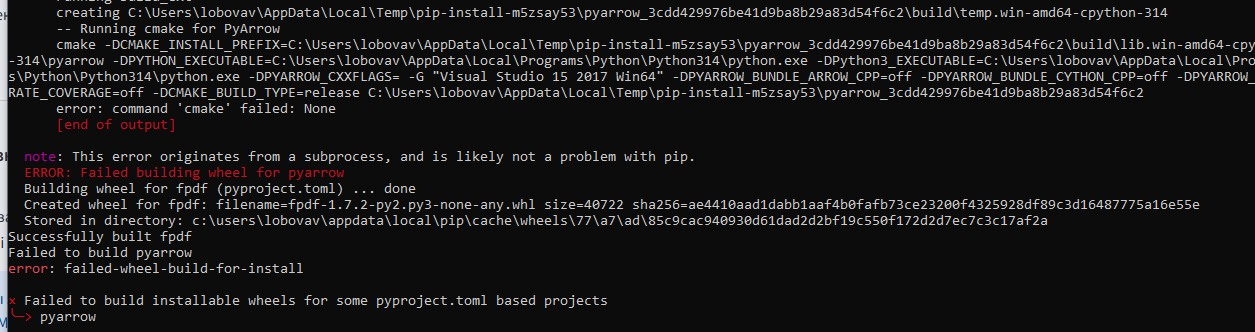 creating C:\Users\lobovav\AppData\Local\Temp\pip-install-m5zsay53\pyarrow_3cdd429976be41d9ba8b29a83d54f6c2\build\temp.win-amd64-cpython-314
-- Running cmake for PyArrow
cmake -DCMAKE_INSTALL_PREFIX=C:\Users\lobovav\AppData\Local\Temp\pip-install-m5zsay53\pyarrow_3cdd429976be41d9ba8b29a83d54f6c2\build\lib.win-amd64-cpy
-314\pyarrow -DPYTHON_EXECUTABLE=C:\Users\lobovav\AppData\Local\Programs\Python\Python314\python.exe -DPython3_EXECUTABLE=C:\Users\lobovav\AppData\Local\Pro
s\Python\Python314\python.exe -DPYARROW_CXXFLAGS= -G "Visual Studio 15 2017 Win64" -DPYARROW_BUNDLE_ARROW_CPP=off -DPYARROW_BUNDLE_CYTHON_CPP=off -DPYARROW_
RATE_COVERAGE=off -DCMAKE_BUILD_TYPE=release C:\Users\lobovav\AppData\Local\Temp\pip-install-m5zsay53\pyarrow_3cdd429976be41d9ba8b29a83d54f6c2
error: command 'cmake' failed: None
[end of output]
note: This error originates from a subprocess, and is likely not a problem with pip.
ERROR: Failed building wheel for pyarrow
Building wheel for fpdf (pyproject.toml) ... done
Created wheel for fpdf: filename=fpdf-1.7.2-py2.py3-none-any.whl size=40722 sha256=ae4410aad1dabb1aaf4b0fafb73ce23200f4325928df89c3d16487775a16e55e
Stored in directory: c:\users\lobovav\appdata\local\pip\cache\wheels\77\a7\ad\85c9cac940930d61dad2d2bf19c550f172d2d7ec7c3c17af2a
Successfully built fpdf
Failed to build pyarrow
error: failed-wheel-build-for-install
× Failed to build installable wheels for some pyproject.toml based projects
╰─> pyarrow